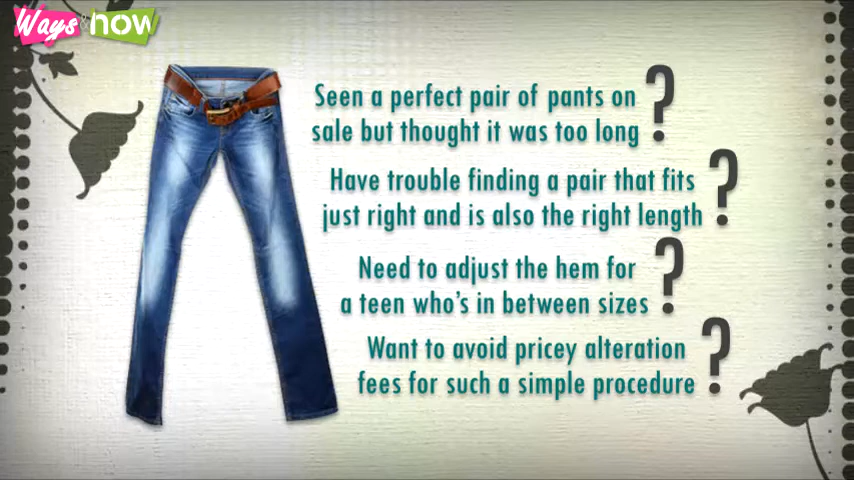 Ways & now
Seen a perfect pair of pants on
sale but thought it was too long ?
Have trouble finding a pair that fits
just right and is also the right length ?
Need to adjust the hem for
a teen who's in between sizes ?
Want to avoid pricey alteration
fees for such a simple procedure ?